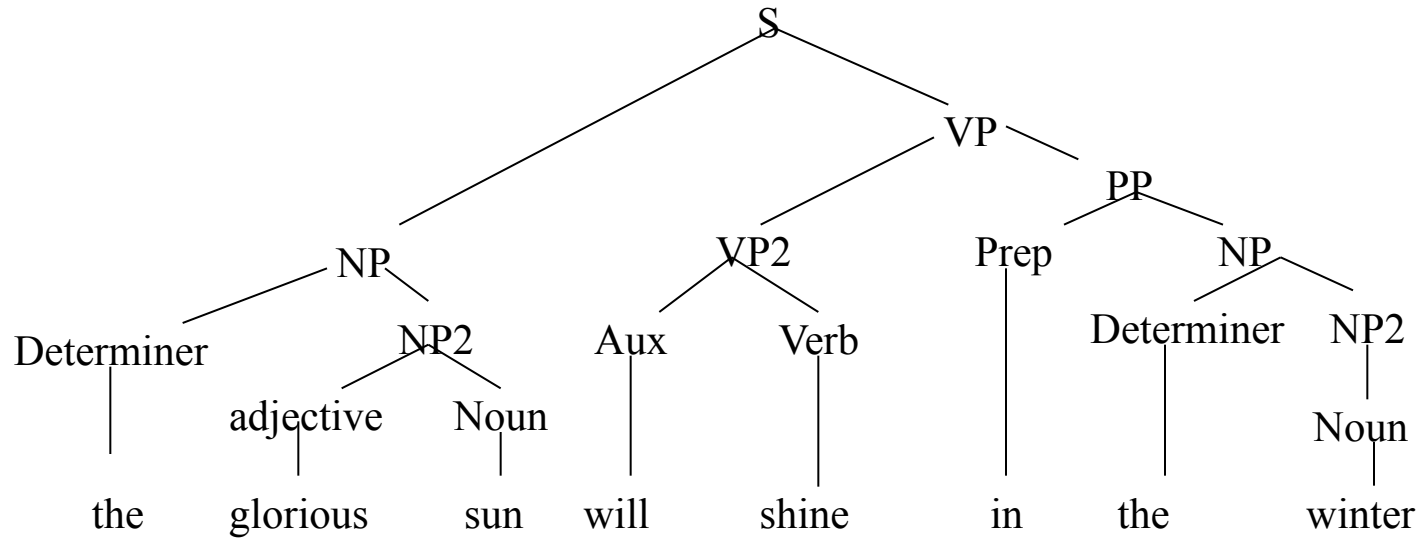 S
VP
PP
NP VP2 Prep NP
Determiner NP2 Aux Verb Determiner NP2
adjective Noun Noun
the glorious sun will shine in the winter